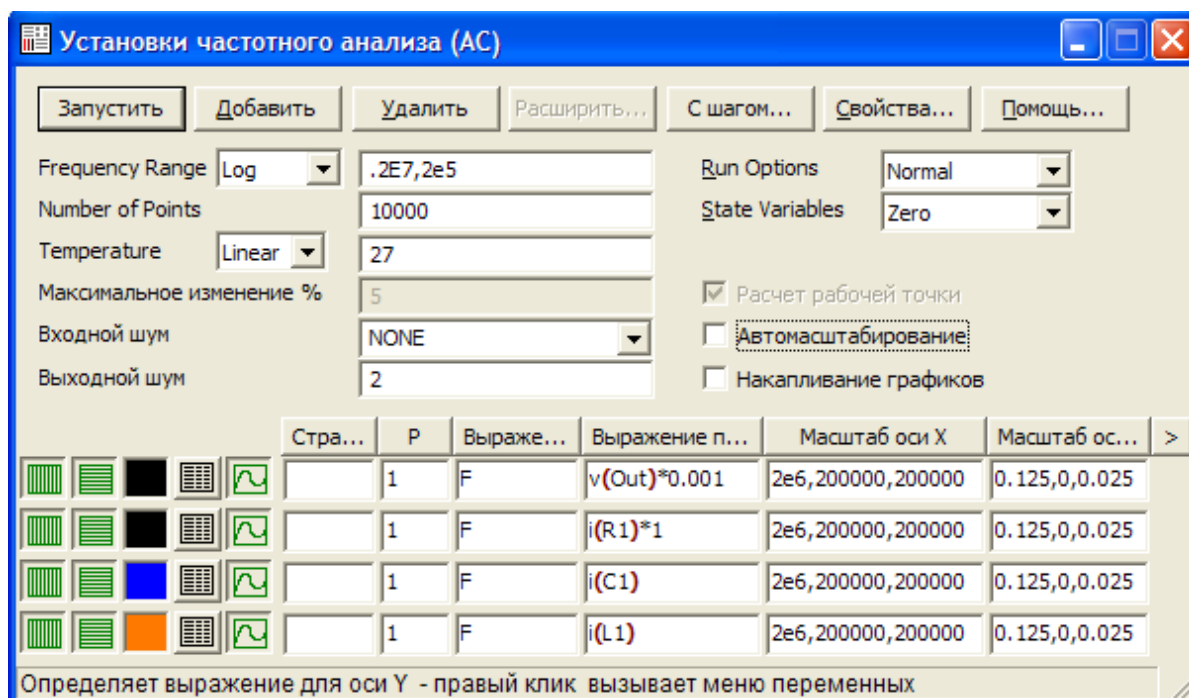 Установки частотного анализа (AC)
Запустить Добавить Удалить Расширить... С шагом... Свойства... Помощь...
Frequency Range Log .2E7,2e5 Run Options Normal
Number of Points 10000 State Variables Zero
Temperature Linear 27
Максимальное изменение % 5 Расчет рабочей точки
Входной шум NONE Автомасштабирование
Выходной шум 2 Накапливание графиков
Стра... P Выраже... Выражение п... Масштаб оси X Масштаб ос... >
1 F v(Out)*0.001 2e6,200000,200000 0.125,0,0.025
1 F i(R1)*1 2e6,200000,200000 0.125,0,0.025
1 F i(C1) 2e6,200000,200000 0.125,0,0.025
1 F i(L1) 2e6,200000,200000 0.125,0,0.025
Определяет выражение для оси Y - правый клик вызывает меню переменных